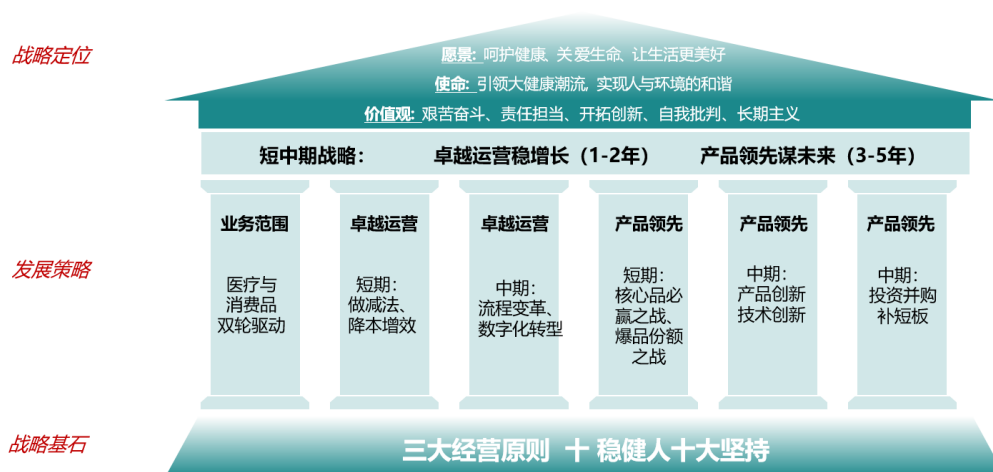 战略定位
愿景: 呵护健康、关爱生命、让生活更美好
使命: 引领大健康潮流, 实现人与环境的和谐
价值观: 艰苦奋斗、责任担当、开拓创新、自我批判、长期主义
短中期战略： 卓越运营稳增长（1-2年） 产品领先谋未来（3-5年）
发展策略
业务范围
医疗与
消费品
双轮驱动
卓越运营
短期：
做减法、
降本增效
卓越运营
中期：
流程变革、
数字化转型
产品领先
短期：
核心品必
赢之战、
爆品份额
之战
产品领先
中期：
产品创新
技术创新
产品领先
中期：
投资并购
补短板
战略基石
三大经营原则 十 稳健人十大坚持